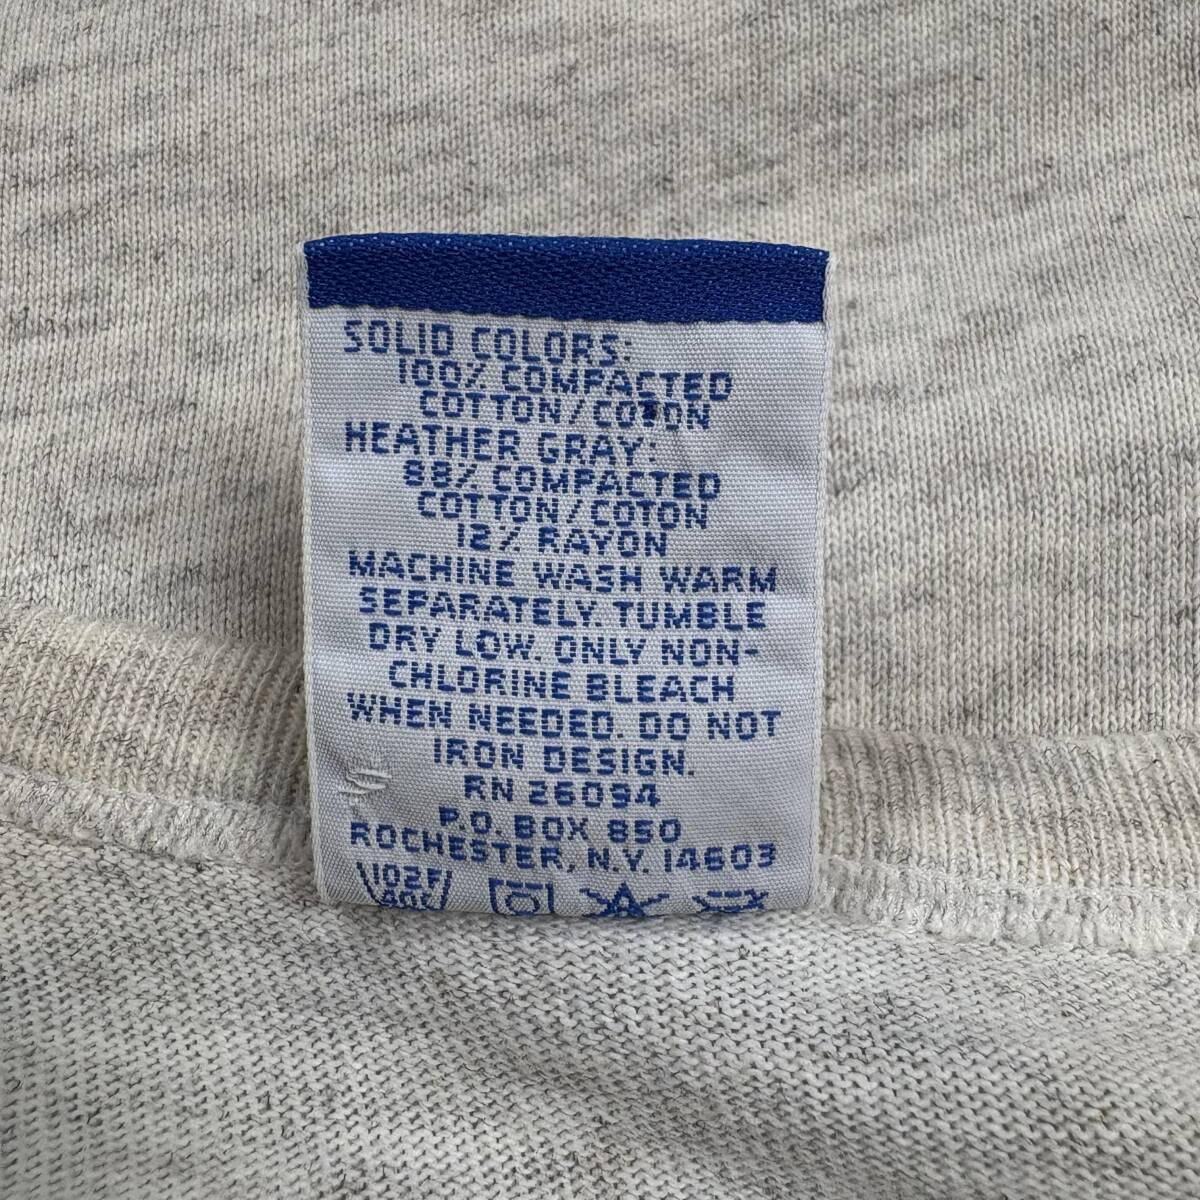 SOLID COLORS:
100% COMPACTED
COTTON/COTON
HEATHER GRAY:
88% COMPACTED
COTTON/COTON
12% RAYON
MACHINE WASH WARM
SEPARATELY. TUMBLE
DRY LOW. ONLY NON-
CHLORINE BLEACH
WHEN NEEDED. DO NOT
IRON DESIGN.
RN 26094
P.O. BOX 850
ROCHESTER, N.Y. 14603
102F